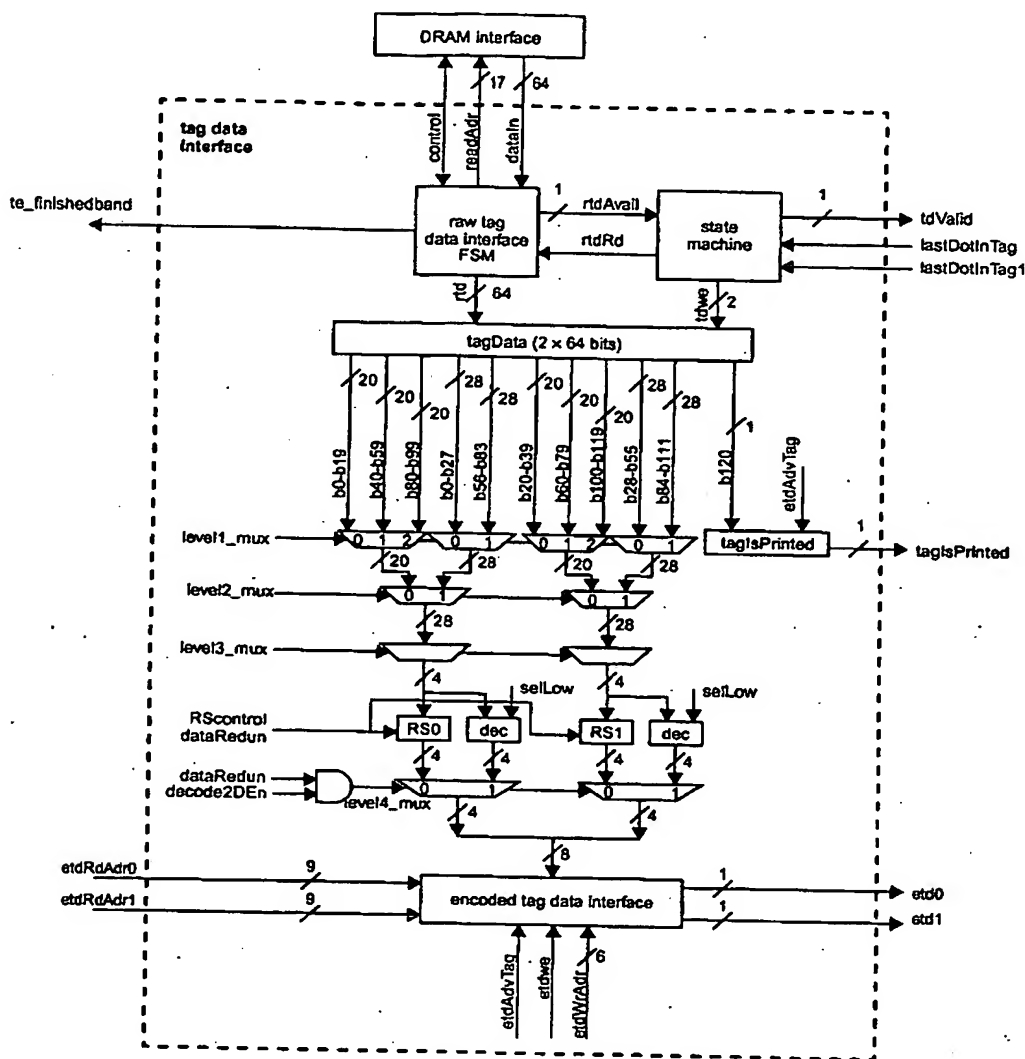 DRAM interface
17
64
tag data
interface
control
readAdr
dataIn
te_finishedband
raw tag
data interface
FSM
1
rtdAvail
rtdRd
state
machine
1
tdValid
lastDotInTag
lastDotInTag1
rtd
64
tdwe
2
tagData (2 × 64 bits)
20
20
20
28
28
20
20
20
28
28
1
b0-b19
b40-b59
b80-b99
b0-b27
b56-b83
b20-b39
b60-b79
b100-b119
b28-b55
b84-b111
b120
etdAdvTag
level1_mux
0 1 2
0 1
0 1 2
0 1
tagIsPrinted
1
tagIsPrinted
20
28
20
28
level2_mux
0 1
0 1
28
28
level3_mux
4
4
selLow
selLow
RScontrol
dataRedun
RS0
dec
RS1
dec
4
4
4
4
dataRedun
decode2DEn
level4_mux
0 1
0 1
4
4
8
etdRdAdr0
9
etdRdAdr1
9
encoded tag data interface
1
etd0
1
etd1
etdAdvTag
etdwe
etdWrAdr
6